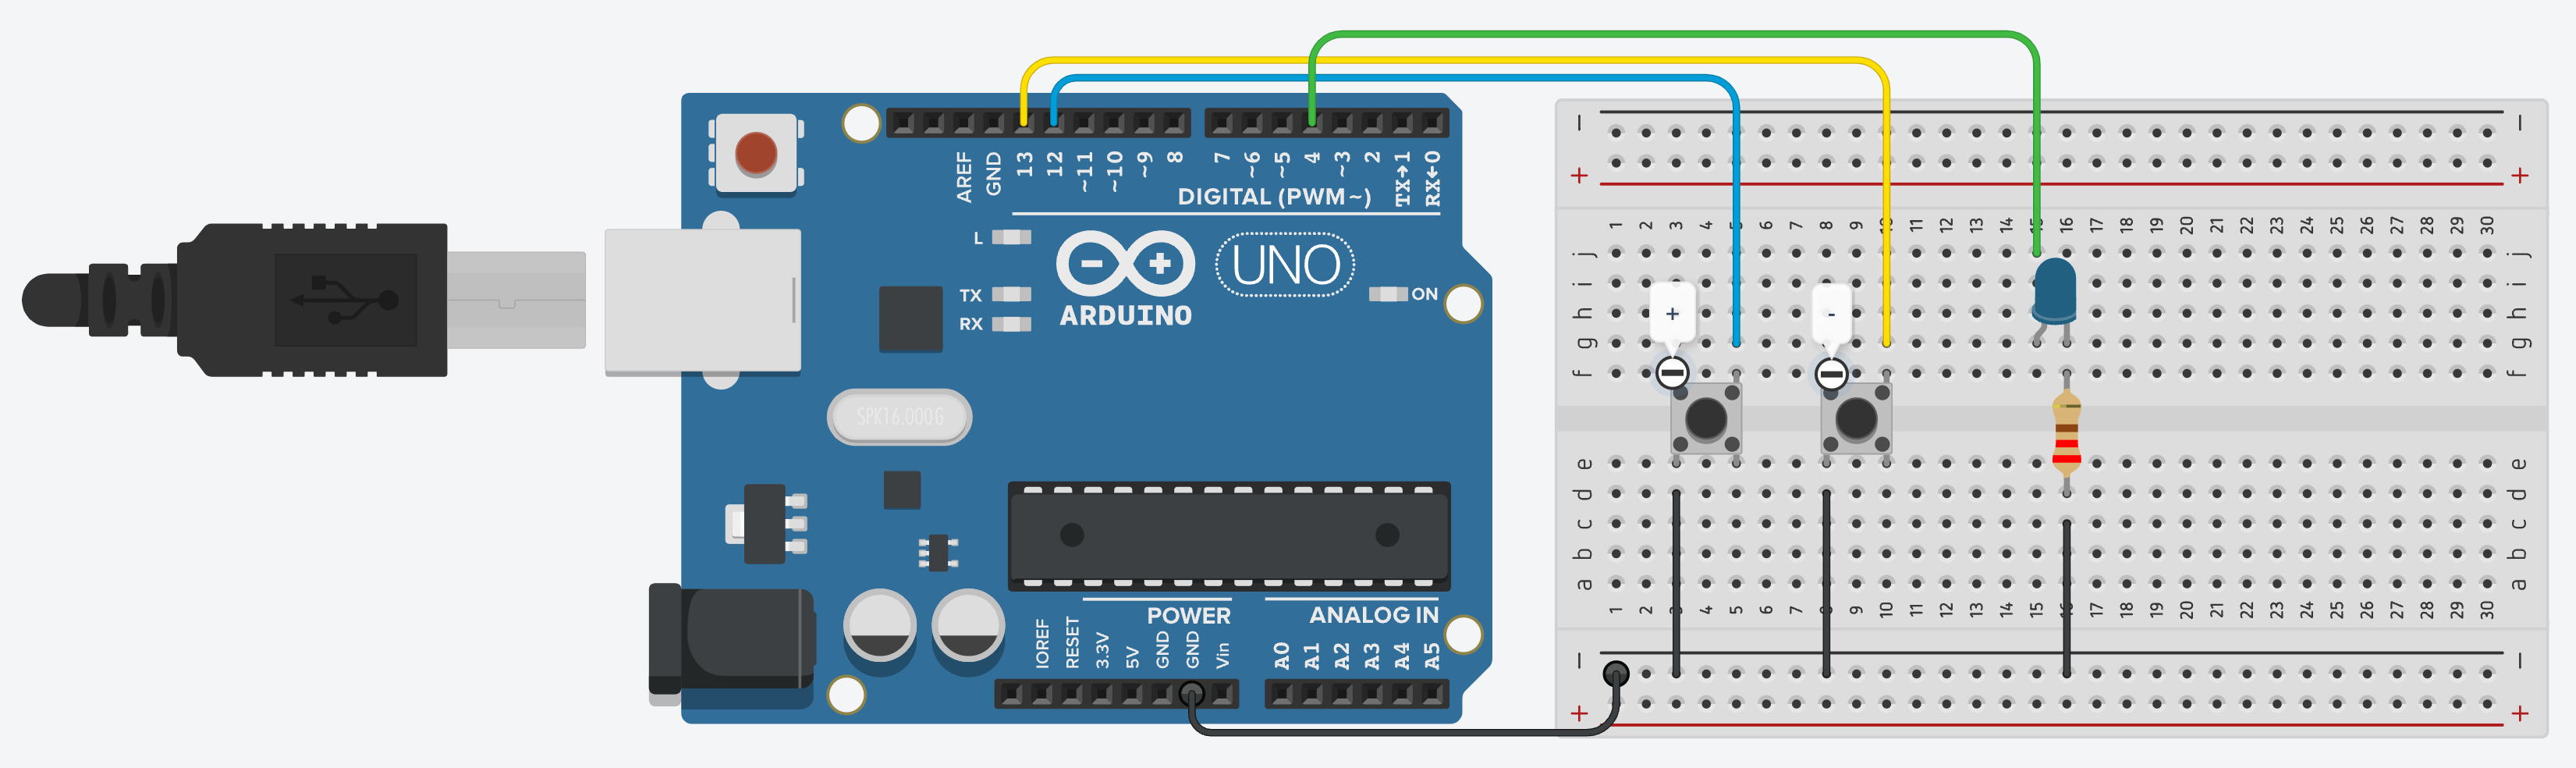 AREF
GND
13
12
~11
~10
~9
8
7
~6
~5
4
~3
2
TX→1
RX←0
DIGITAL (PWM~)
L
TX
RX
ARDUINO
UNO
ON
SPK16.000G
POWER
ANALOG IN
IOREF
RESET
3.3V
5V
GND
GND
Vin
A0
A1
A2
A3
A4
A5
− −
+ +
1 2 3 4 5 6 7 8 9 10 11 12 13 14 15 16 17 18 19 20 21 22 23 24 25 26 27 28 29 30
j j
i i
h h
g g
f f
+
-
e e
d d
c c
b b
a a
1 2 3 4 5 6 7 8 9 10 11 12 13 14 15 16 17 18 19 20 21 22 23 24 25 26 27 28 29 30
− −
+ +